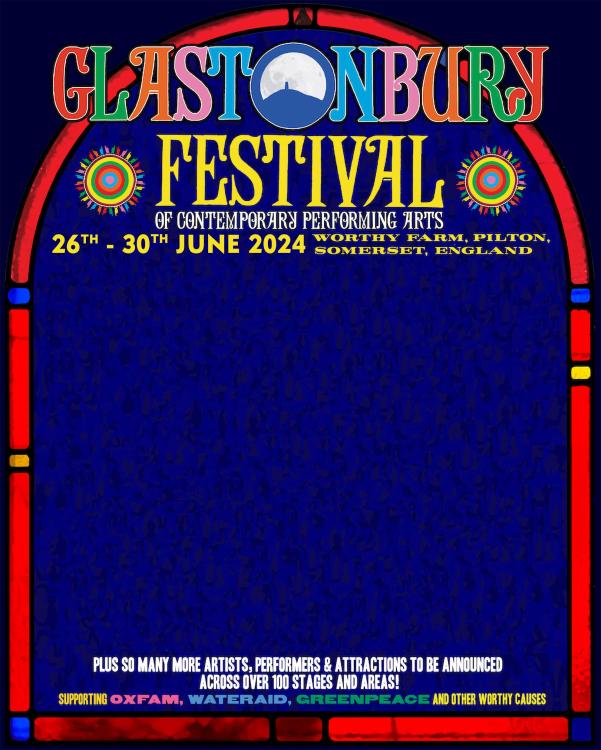 GLASTONBURY
FESTIVAL
OF CONTEMPORARY PERFORMING ARTS
26TH - 30TH JUNE 2024 WORTHY FARM, PILTON,
SOMERSET, ENGLAND
PLUS SO MANY MORE ARTISTS, PERFORMERS & ATTRACTIONS TO BE ANNOUNCED
ACROSS OVER 100 STAGES AND AREAS!
SUPPORTING OXFAM, WATERAID, GREENPEACE AND OTHER WORTHY CAUSES